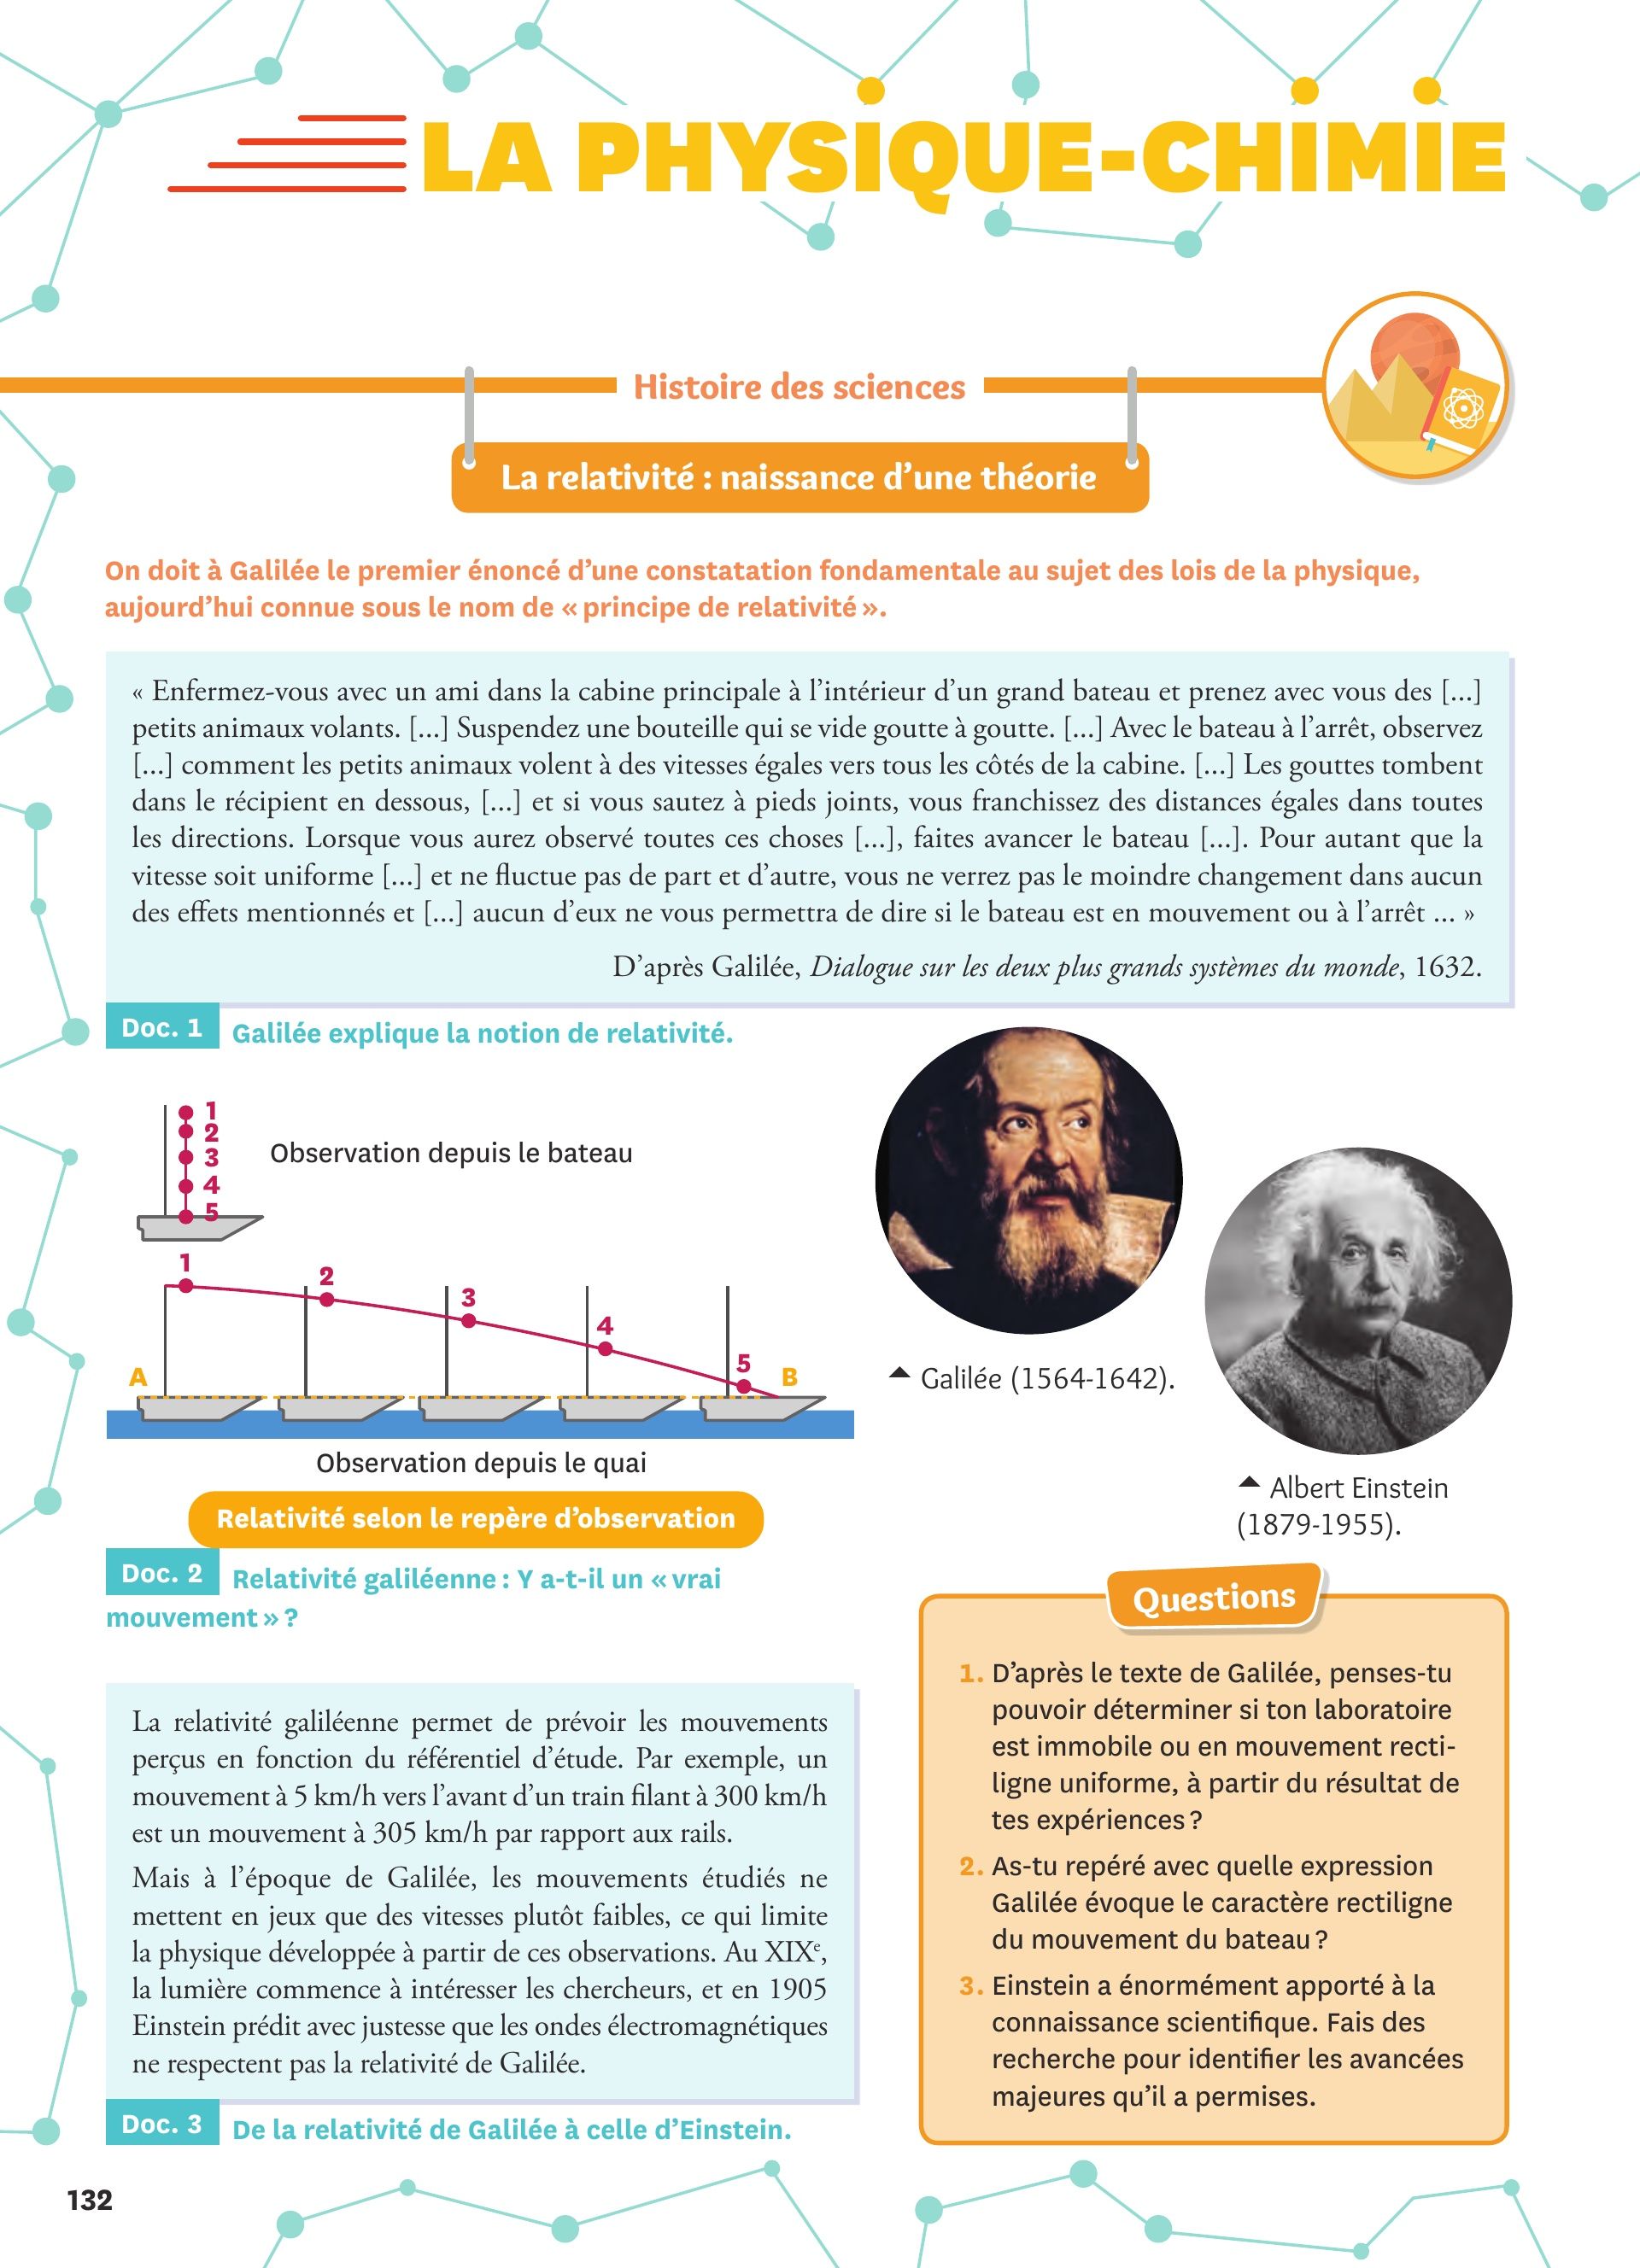 LA PHYSIQUE-CHIMIE
Histoire des sciences
La relativité : naissance d’une théorie
On doit à Galilée le premier énoncé d’une constatation fondamentale au sujet des lois de la physique,
aujourd’hui connue sous le nom de « principe de relativité ».
« Enfermez-vous avec un ami dans la cabine principale à l’intérieur d’un grand bateau et prenez avec vous des [...]
petits animaux volants. [...] Suspendez une bouteille qui se vide goutte à goutte. [...] Avec le bateau à l’arrêt, observez
[...] comment les petits animaux volent à des vitesses égales vers tous les côtés de la cabine. [...] Les gouttes tombent
dans le récipient en dessous, [...] et si vous sautez à pieds joints, vous franchissez des distances égales dans toutes
les directions. Lorsque vous aurez observé toutes ces choses [...], faites avancer le bateau [...]. Pour autant que la
vitesse soit uniforme [...] et ne fluctue pas de part et d’autre, vous ne verrez pas le moindre changement dans aucun
des effets mentionnés et [...] aucun d’eux ne vous permettra de dire si le bateau est en mouvement ou à l’arrêt ... »
D’après Galilée, Dialogue sur les deux plus grands systèmes du monde, 1632.
Doc. 1 Galilée explique la notion de relativité.
1
2
3
4
5
Observation depuis le bateau
1
2
3
4
5
A
B
Observation depuis le quai
Relativité selon le repère d’observation
Doc. 2 Relativité galiléenne : Y a-t-il un « vrai
mouvement » ?
Galilée (1564-1642).
Albert Einstein
(1879-1955).
La relativité galiléenne permet de prévoir les mouvements
perçus en fonction du référentiel d’étude. Par exemple, un
mouvement à 5 km/h vers l’avant d’un train filant à 300 km/h
est un mouvement à 305 km/h par rapport aux rails.
Mais à l’époque de Galilée, les mouvements étudiés ne
mettent en jeux que des vitesses plutôt faibles, ce qui limite
la physique développée à partir de ces observations. Au XIXe,
la lumière commence à intéresser les chercheurs, et en 1905
Einstein prédit avec justesse que les ondes électromagnétiques
ne respectent pas la relativité de Galilée.
Doc. 3 De la relativité de Galilée à celle d’Einstein.
Questions
1. D’après le texte de Galilée, penses-tu
pouvoir déterminer si ton laboratoire
est immobile ou en mouvement recti-
ligne uniforme, à partir du résultat de
tes expériences ?
2. As-tu repéré avec quelle expression
Galilée évoque le caractère rectiligne
du mouvement du bateau ?
3. Einstein a énormément apporté à la
connaissance scientifique. Fais des
recherche pour identifier les avancées
majeures qu’il a permises.
132